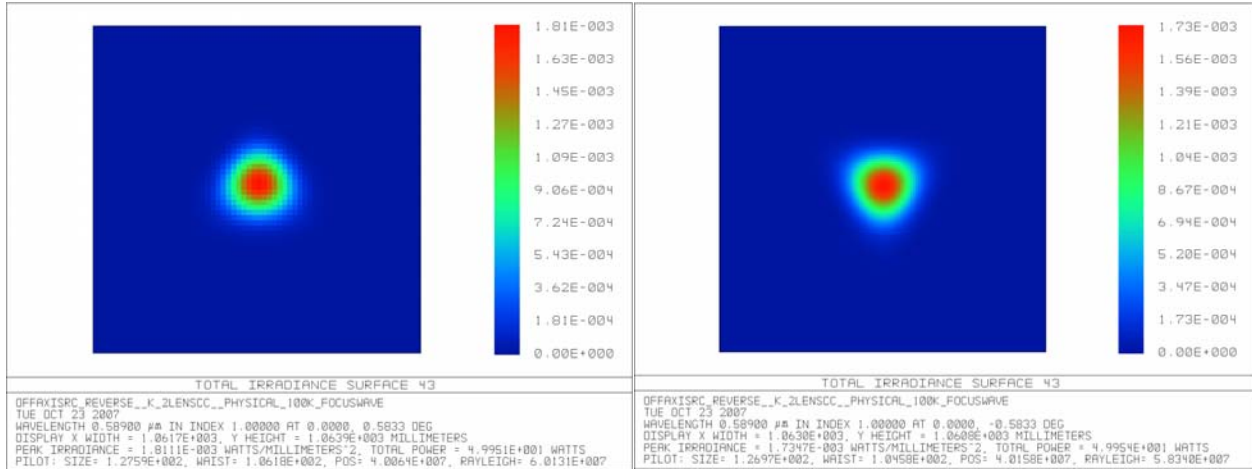 1.81E-003
1.63E-003
1.45E-003
1.27E-003
1.09E-003
9.06E-004
7.24E-004
5.43E-004
3.62E-004
1.81E-004
0.00E+000
TOTAL IRRADIANCE SURFACE 43
OFFAXISRC_REVERSE__K_2LENSCC__PHYSICAL_100K_FOCUSWAVE
TUE OCT 23 2007
WAVELENGTH 0.58900 µm IN INDEX 1.00000 AT 0.0000, 0.5833 DEG
DISPLAY X WIDTH = 1.0617E+003, Y HEIGHT = 1.0639E+003 MILLIMETERS
PEAK IRRADIANCE = 1.8111E-003 WATTS/MILLIMETERS^2, TOTAL POWER = 4.9951E+001 WATTS
PILOT: SIZE= 1.2759E+002, WAIST= 1.0618E+002, POS= 4.0064E+007, RAYLEIGH= 6.0131E+007
1.73E-003
1.56E-003
1.39E-003
1.21E-003
1.04E-003
8.67E-004
6.94E-004
5.20E-004
3.47E-004
1.73E-004
0.00E+000
TOTAL IRRADIANCE SURFACE 43
OFFAXISRC_REVERSE__K_2LENSCC__PHYSICAL_100K_FOCUSWAVE
TUE OCT 23 2007
WAVELENGTH 0.58900 µm IN INDEX 1.00000 AT 0.0000, -0.5833 DEG
DISPLAY X WIDTH = 1.0630E+003, Y HEIGHT = 1.0608E+003 MILLIMETERS
PEAK IRRADIANCE = 1.7347E-003 WATTS/MILLIMETERS^2, TOTAL POWER = 4.9954E+001 WATTS
PILOT: SIZE= 1.2697E+002, WAIST= 1.0458E+002, POS= 4.0158E+007, RAYLEIGH= 5.8340E+007